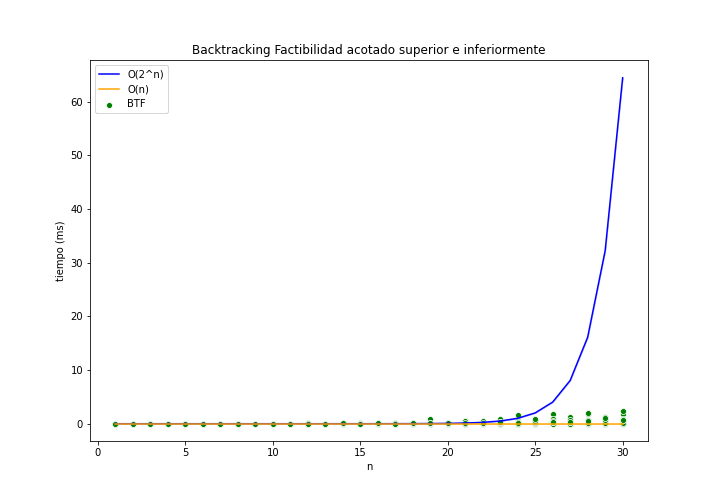 Backtracking Factibilidad acotado superior e inferiormente
O(2^n)
O(n)
BTF
tiempo (ms)
60
50
40
30
20
10
0
0 5 10 15 20 25 30
n